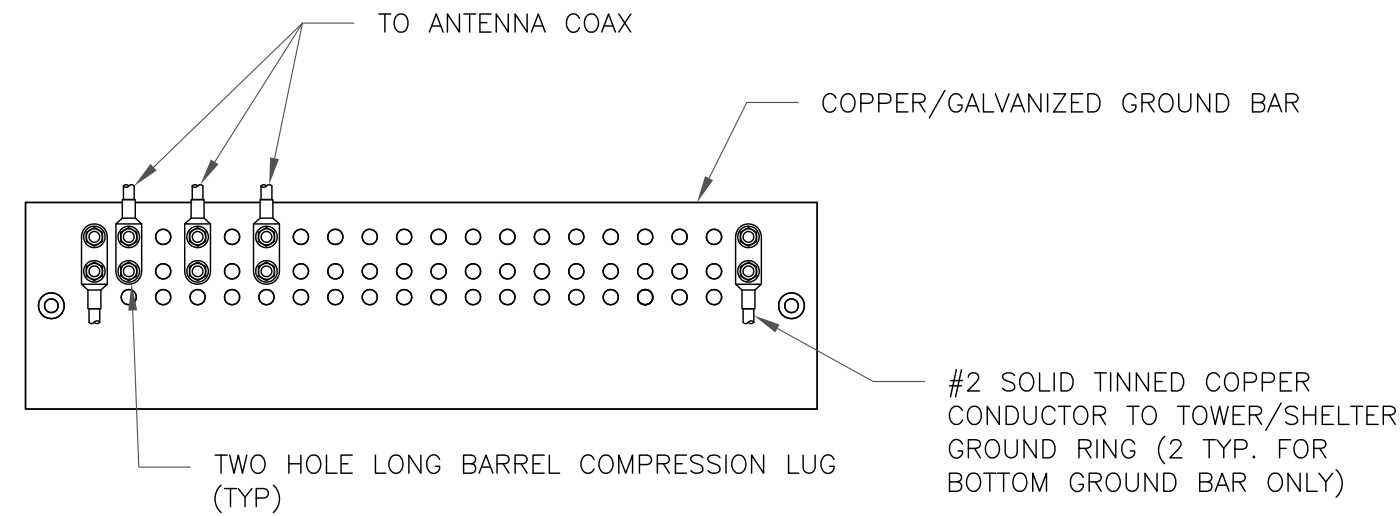 TO ANTENNA COAX
COPPER/GALVANIZED GROUND BAR
#2 SOLID TINNED COPPER
CONDUCTOR TO TOWER/SHELTER
GROUND RING (2 TYP. FOR
BOTTOM GROUND BAR ONLY)
TWO HOLE LONG BARREL COMPRESSION LUG
(TYP)